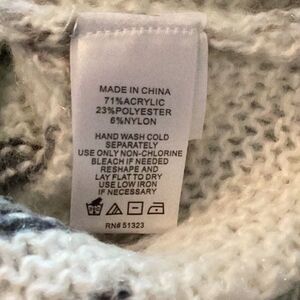 MADE IN CHINA
71%ACRYLIC
23%POLYESTER
6%NYLON
HAND WASH COLD
SEPARATELY
USE ONLY NON-CHLORINE
BLEACH IF NEEDED
RESHAPE AND
LAY FLAT TO DRY
USE LOW IRON
IF NECESSARY
RN# 51323